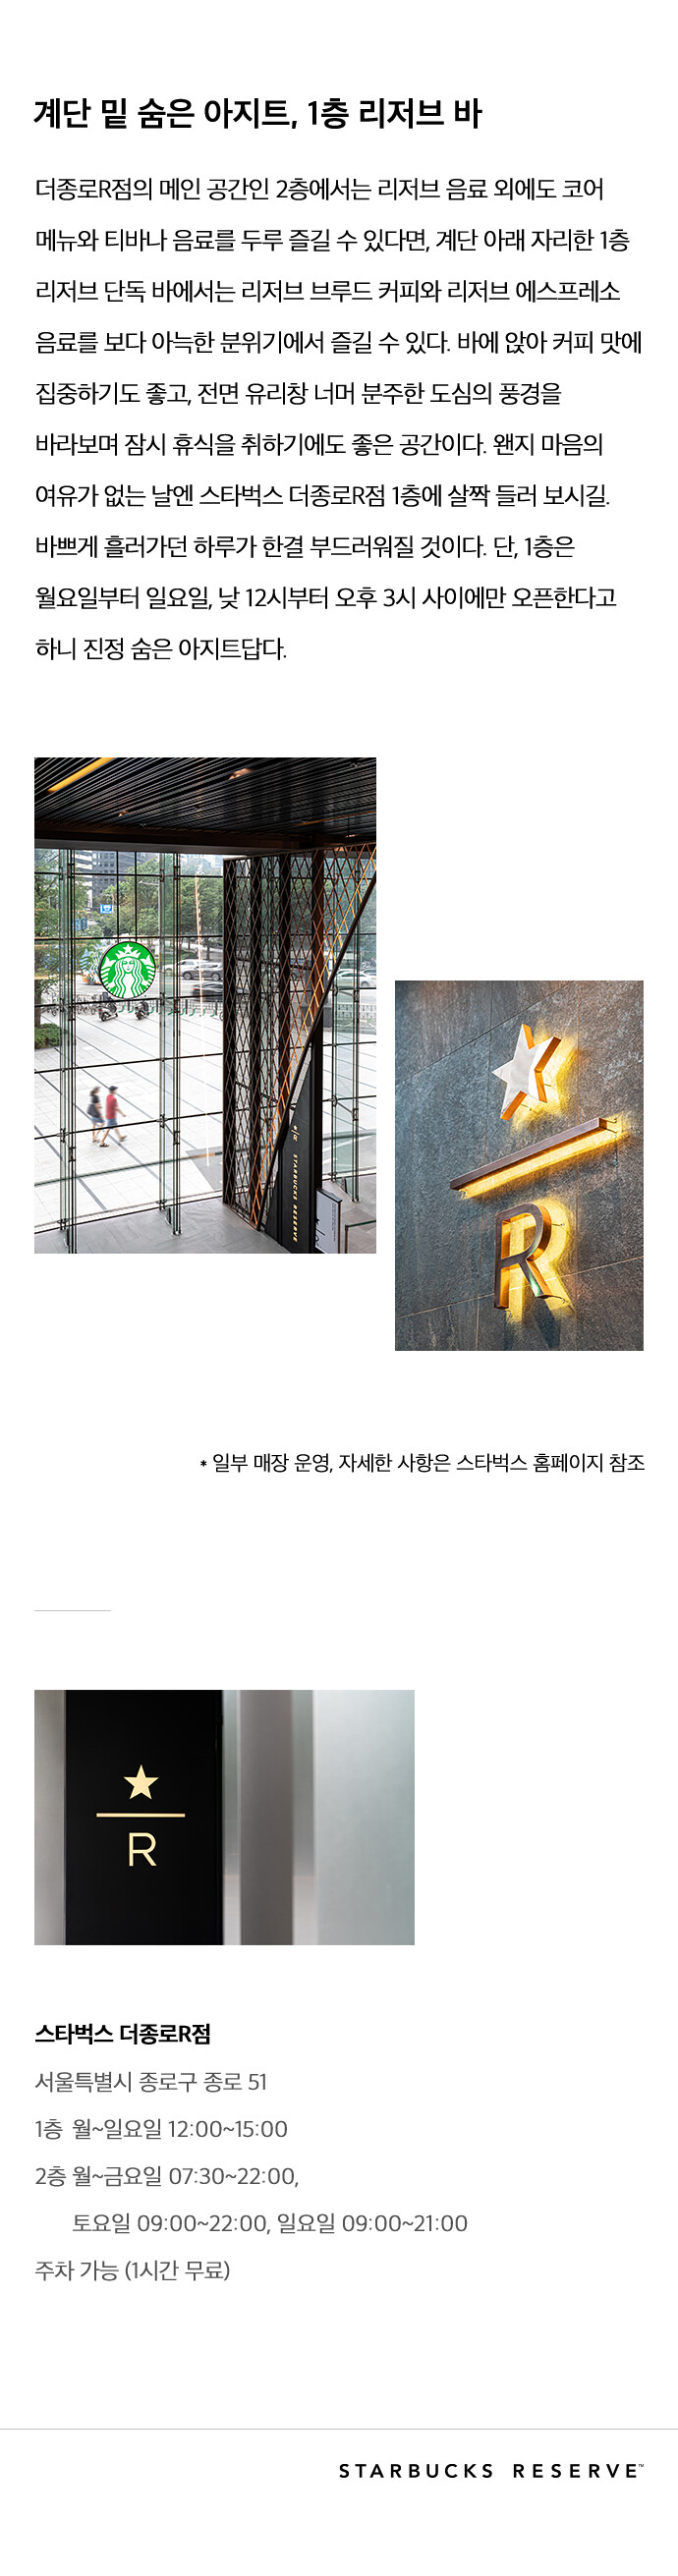 계단 밑 숨은 아지트, 1층 리저브 바
더종로R점의 메인 공간인 2층에서는 리저브 음료 외에도 코어
메뉴와 티바나 음료를 두루 즐길 수 있다면, 계단 아래 자리한 1층
리저브 단독 바에서는 리저브 브루드 커피와 리저브 에스프레소
음료를 보다 아늑한 분위기에서 즐길 수 있다. 바에 앉아 커피 맛에
집중하기도 좋고, 전면 유리창 너머 분주한 도심의 풍경을
바라보며 잠시 휴식을 취하기에도 좋은 공간이다. 왠지 마음의
여유가 없는 날엔 스타벅스 더종로R점 1층에 살짝 들러 보시길.
바쁘게 흘러가던 하루가 한결 부드러워질 것이다. 단, 1층은
월요일부터 일요일, 낮 12시부터 오후 3시 사이에만 오픈한다고
하니 진정 숨은 아지트답다.
STARBUCKS RESERVE
R
* 일부 매장 운영, 자세한 사항은 스타벅스 홈페이지 참조
R
스타벅스 더종로R점
서울특별시 종로구 종로 51
1층 월~일요일 12:00~15:00
2층 월~금요일 07:30~22:00,
토요일 09:00~22:00, 일요일 09:00~21:00
주차 가능 (1시간 무료)
STARBUCKS RESERVE™